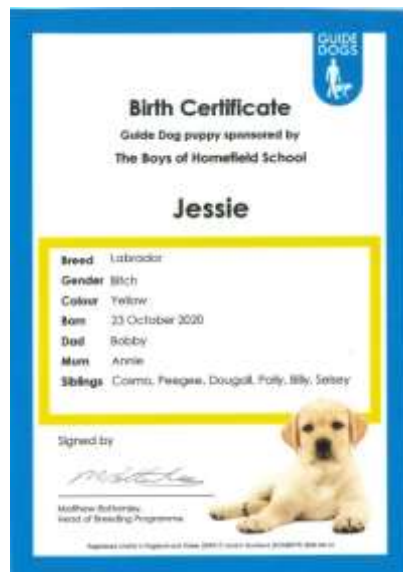 GUIDE
DOGS
Birth Certificate
Guide Dog puppy sponsored by
The Boys of Homefield School
Jessie
Breed Labrador
Gender Bitch
Colour Yellow
Born 23 October 2020
Dad Bobby
Mum Annie
Siblings Cosmo, Peegee, Dougall, Polly, Billy, Selsey
Signed by
Matthew
Head of Breeding Programme